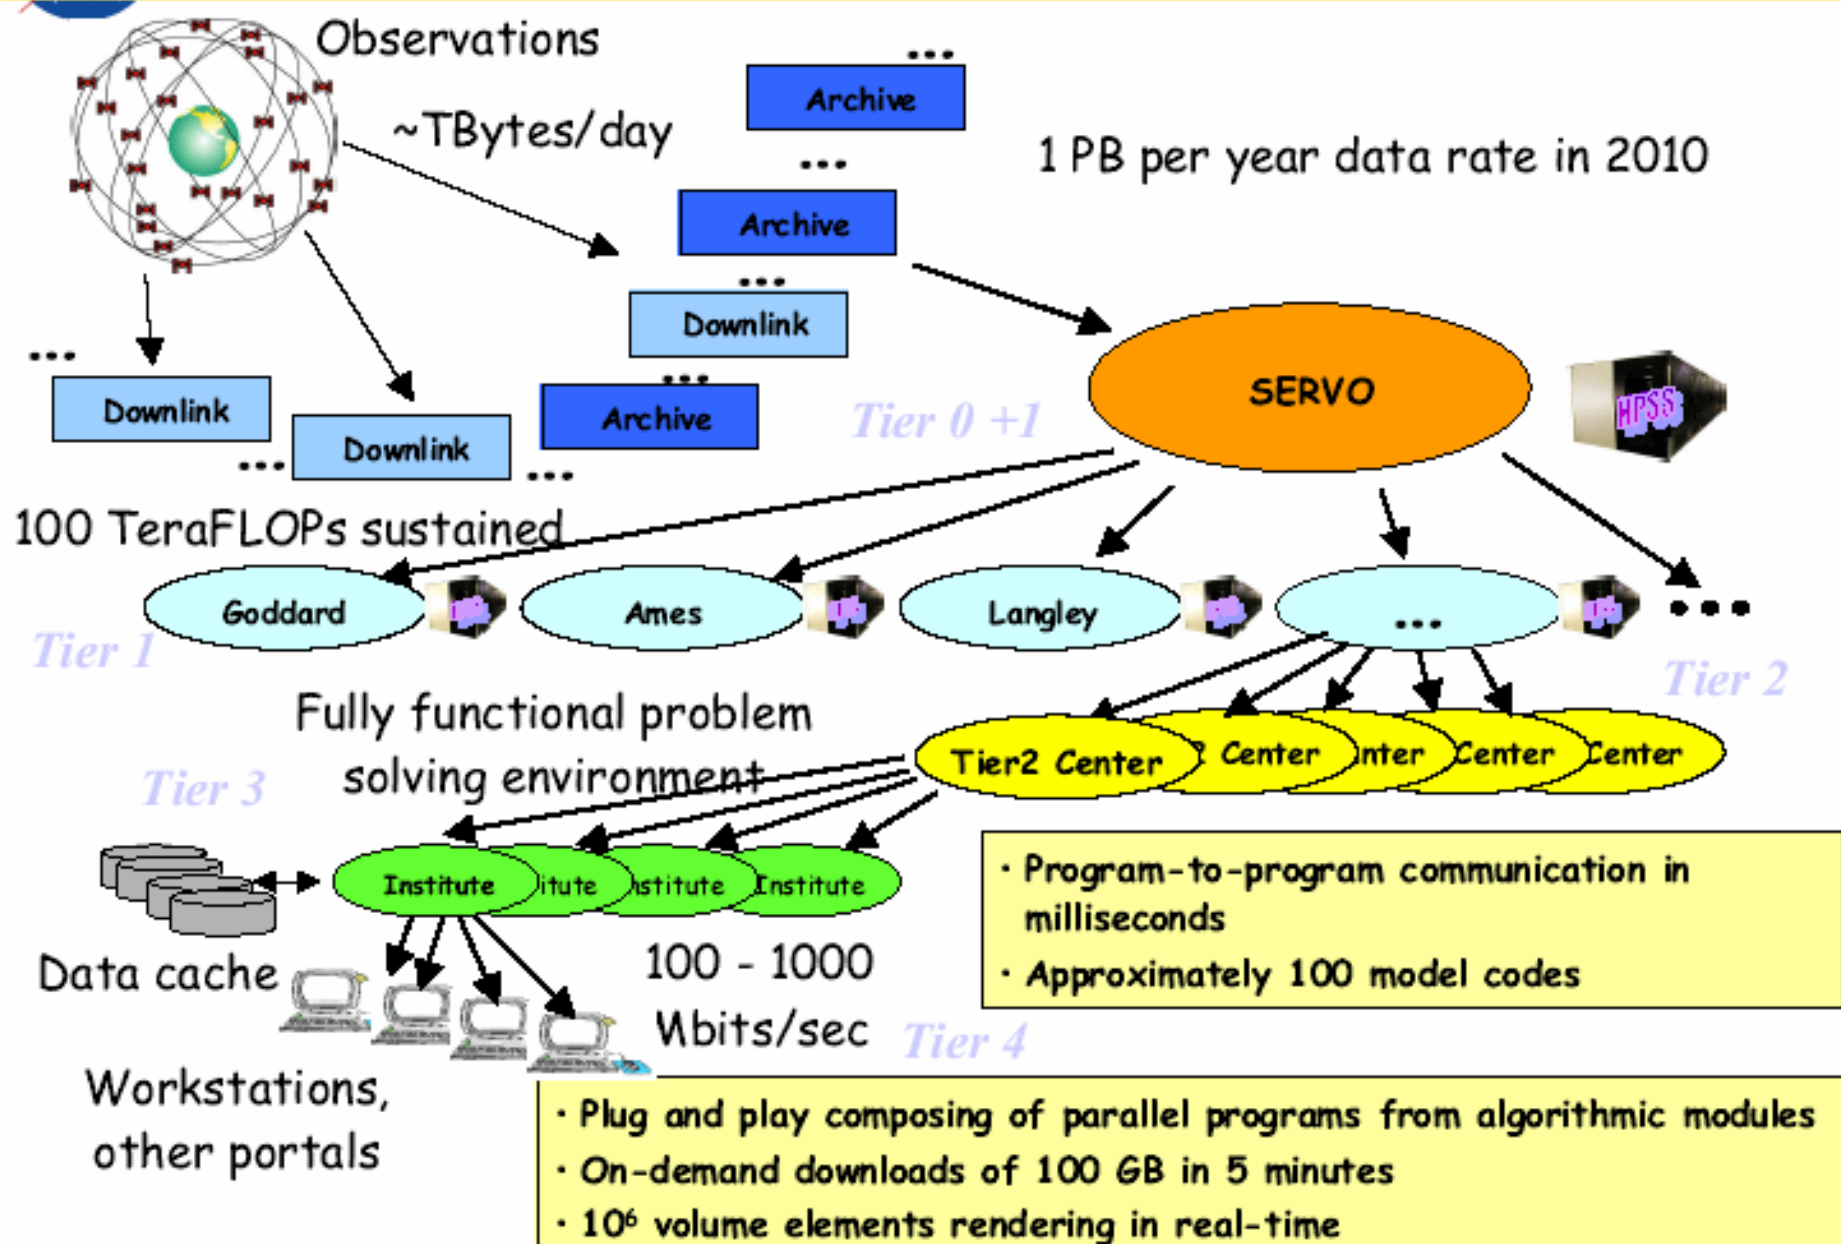 Observations
...
Archive
~TBytes/day
1 PB per year data rate in 2010
...
Archive
...
Downlink
...
Downlink
...
Archive
SERVO
HPSS
Tier 0 +1
Downlink
...
...
100 TeraFLOPs sustained
Goddard
Ames
Langley
...
...
Tier 1
Tier 2
Fully functional problem
solving environment
Tier2 Center
2 Center
nter
Center
Center
Tier 3
Institute
itute
stitute
Institute
· Program-to-program communication in
milliseconds
· Approximately 100 model codes
Data cache
100 - 1000
Mbits/sec
Tier 4
Workstations,
other portals
· Plug and play composing of parallel programs from algorithmic modules
· On-demand downloads of 100 GB in 5 minutes
· 10⁶ volume elements rendering in real-time